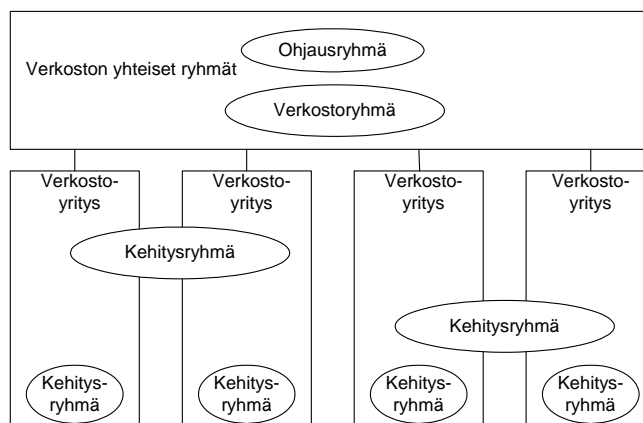 Ohjausryhmä
Verkoston yhteiset ryhmät
Verkostoryhmä
Verkosto-
yritys
Verkosto-
yritys
Verkosto-
yritys
Verkosto-
yritys
Kehitysryhmä
Kehitysryhmä
Kehitys-
ryhmä
Kehitys-
ryhmä
Kehitys-
ryhmä
Kehitys-
ryhmä